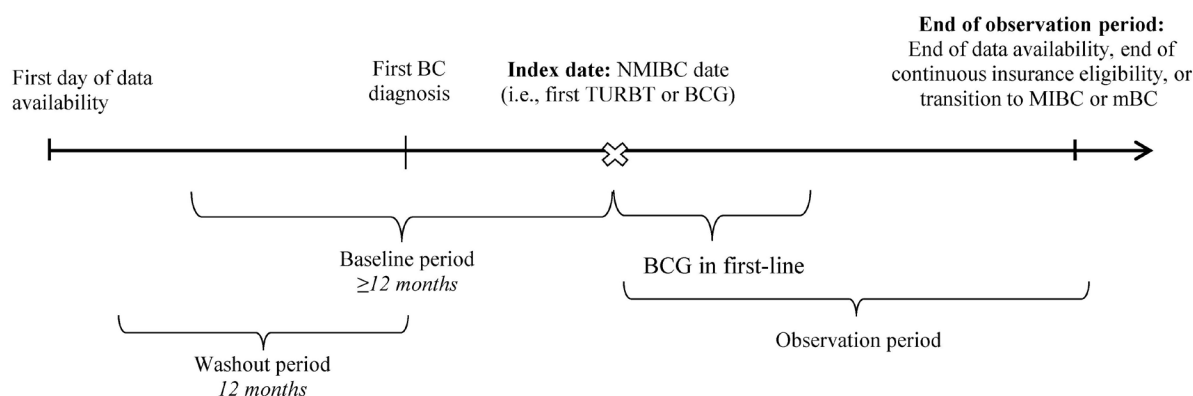 First day of data
availability
First BC
diagnosis
Index date: NMIBC date
(i.e., first TURBT or BCG)
End of observation period:
End of data availability, end of
continuous insurance eligibility, or
transition to MIBC or mBC
Baseline period
≥12 months
BCG in first-line
Observation period
Washout period
12 months